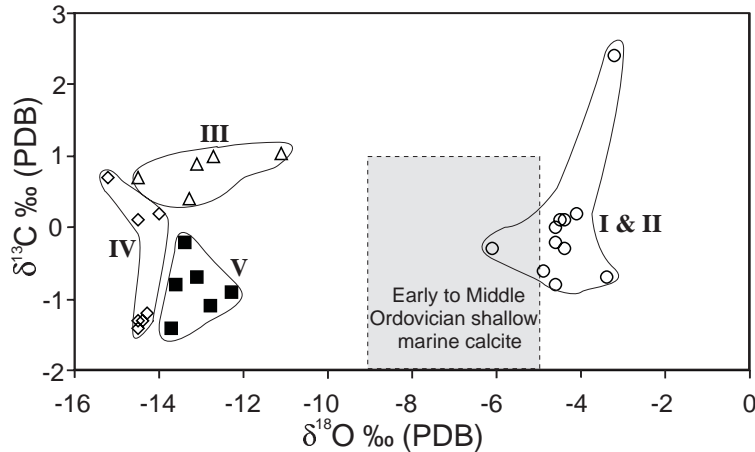 3
2
1
0
-1
-2
δ¹³C ‰ (PDB)
III
IV
V
I & II
Early to Middle
Ordovician shallow
marine calcite
-16 -14 -12 -10 -8 -6 -4 -2 0
δ¹⁸O ‰ (PDB)